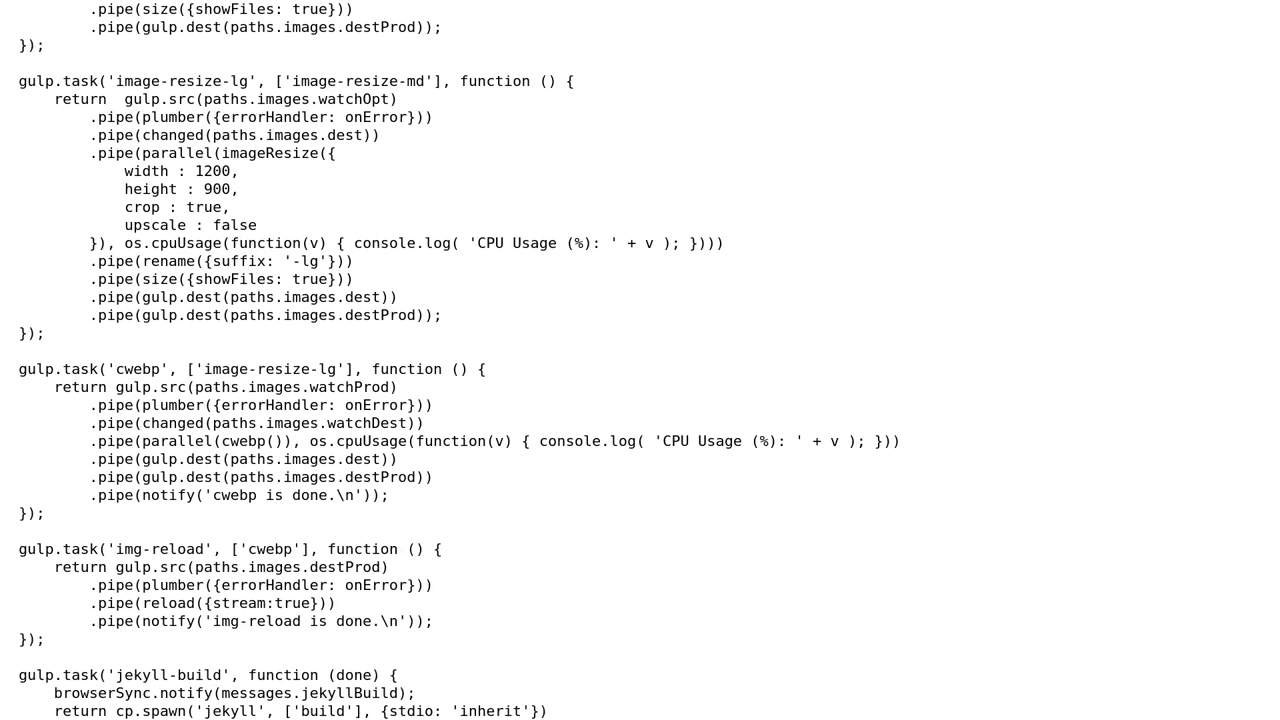 .pipe(size({showFiles: true}))
        .pipe(gulp.dest(paths.images.destProd));
});

gulp.task('image-resize-lg', ['image-resize-md'], function () {
    return  gulp.src(paths.images.watchOpt)
        .pipe(plumber({errorHandler: onError}))
        .pipe(changed(paths.images.dest))
        .pipe(parallel(imageResize({
            width : 1200,
            height : 900,
            crop : true,
            upscale : false
        }), os.cpuUsage(function(v) { console.log( 'CPU Usage (%): ' + v ); })))
        .pipe(rename({suffix: '-lg'}))
        .pipe(size({showFiles: true}))
        .pipe(gulp.dest(paths.images.dest))
        .pipe(gulp.dest(paths.images.destProd));
});

gulp.task('cwebp', ['image-resize-lg'], function () {
    return gulp.src(paths.images.watchProd)
        .pipe(plumber({errorHandler: onError}))
        .pipe(changed(paths.images.watchDest))
        .pipe(parallel(cwebp()), os.cpuUsage(function(v) { console.log( 'CPU Usage (%): ' + v ); }))
        .pipe(gulp.dest(paths.images.dest))
        .pipe(gulp.dest(paths.images.destProd))
        .pipe(notify('cwebp is done.\n'));
});

gulp.task('img-reload', ['cwebp'], function () {
    return gulp.src(paths.images.destProd)
        .pipe(plumber({errorHandler: onError}))
        .pipe(reload({stream:true}))
        .pipe(notify('img-reload is done.\n'));
});

gulp.task('jekyll-build', function (done) {
    browserSync.notify(messages.jekyllBuild);
    return cp.spawn('jekyll', ['build'], {stdio: 'inherit'})